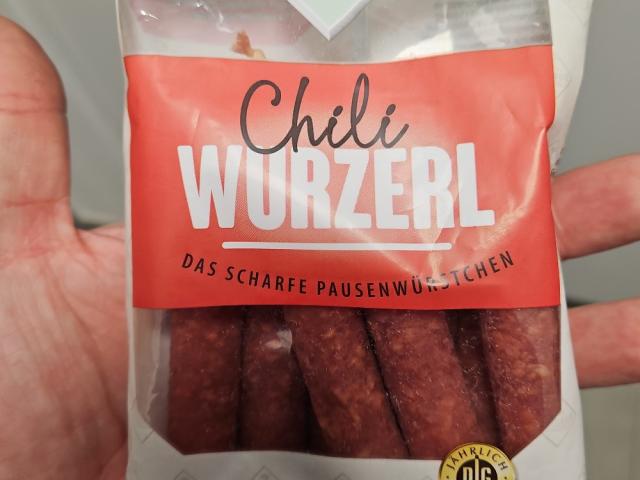 Chili
WURZERL
DAS SCHARFE PAUSENWÜRSTCHEN
JÄHRLICH
DLG